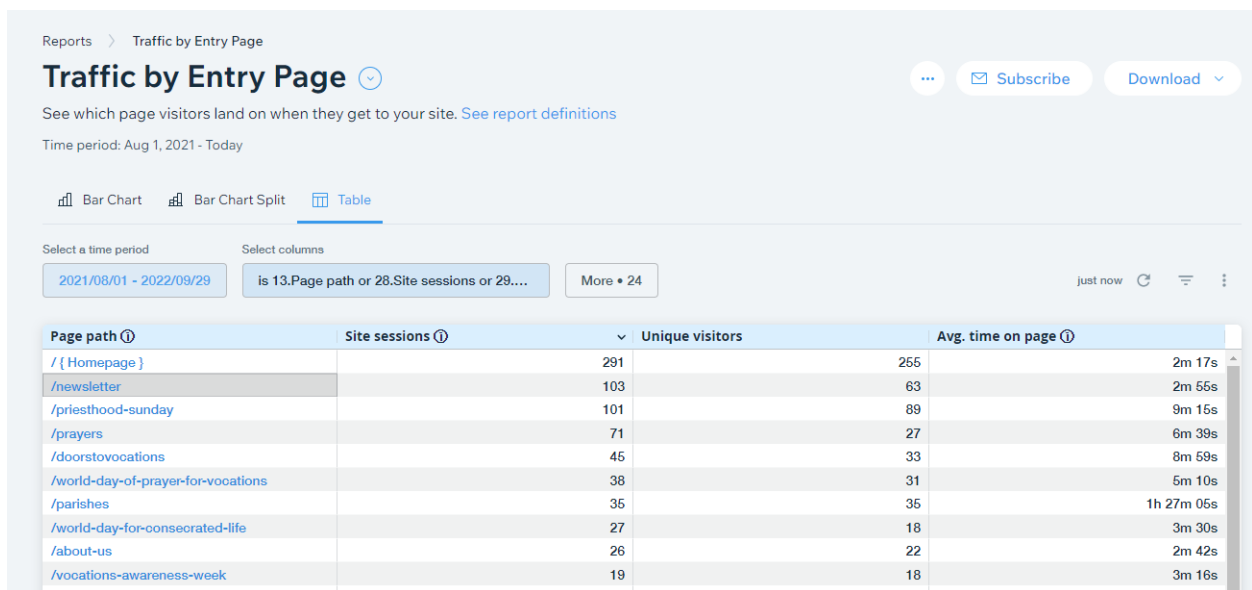 Reports > Traffic by Entry Page
Traffic by Entry Page
... Subscribe Download
See which page visitors land on when they get to your site. See report definitions
Time period: Aug 1, 2021 - Today
Bar Chart Bar Chart Split Table
Select a time period Select columns
2021/08/01 - 2022/09/29 is 13.Page path or 28.Site sessions or 29.... More • 24 just now
Page path Site sessions Unique visitors Avg. time on page
/ { Homepage } 291 255 2m 17s
/newsletter 103 63 2m 55s
/priesthood-sunday 101 89 9m 15s
/prayers 71 27 6m 39s
/doorstovocations 45 33 8m 59s
/world-day-of-prayer-for-vocations 38 31 5m 10s
/parishes 35 35 1h 27m 05s
/world-day-for-consecrated-life 27 18 3m 30s
/about-us 26 22 2m 42s
/vocations-awareness-week 19 18 3m 16s